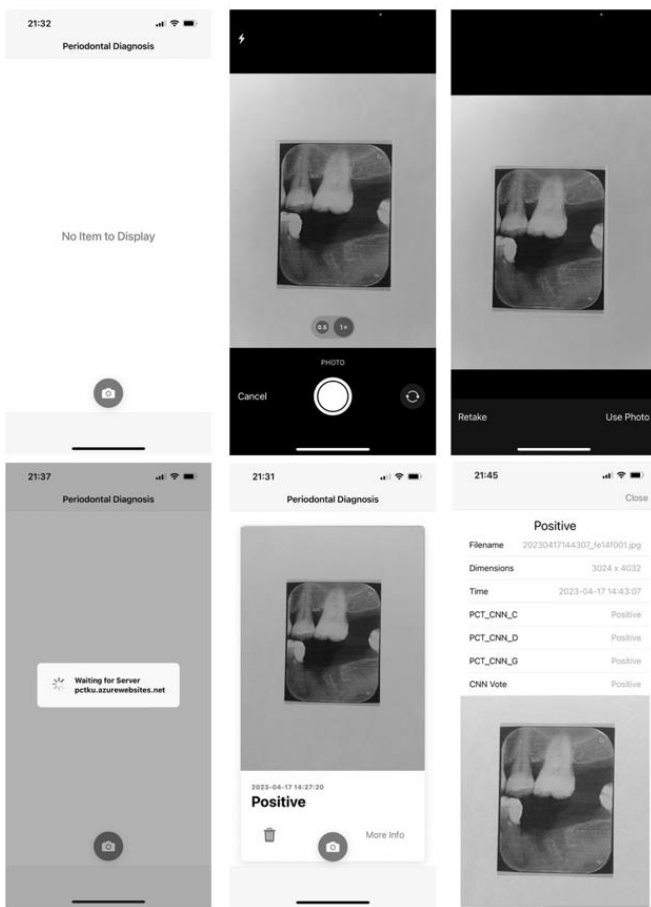 21:32
Periodontal Diagnosis
No Item to Display
0.5 1×
PHOTO
Cancel
Retake Use Photo
21:37
Periodontal Diagnosis
Waiting for Server
pctku.azurewebsites.net
21:31
Periodontal Diagnosis
2023-04-17 14:27:20
Positive
More Info
21:45
Close
Positive
Filename 20230417144307_fe14f001.jpg
Dimensions 3024 x 4032
Time 2023-04-17 14:43:07
PCT_CNN_C Positive
PCT_CNN_D Positive
PCT_CNN_G Positive
CNN Vote Positive